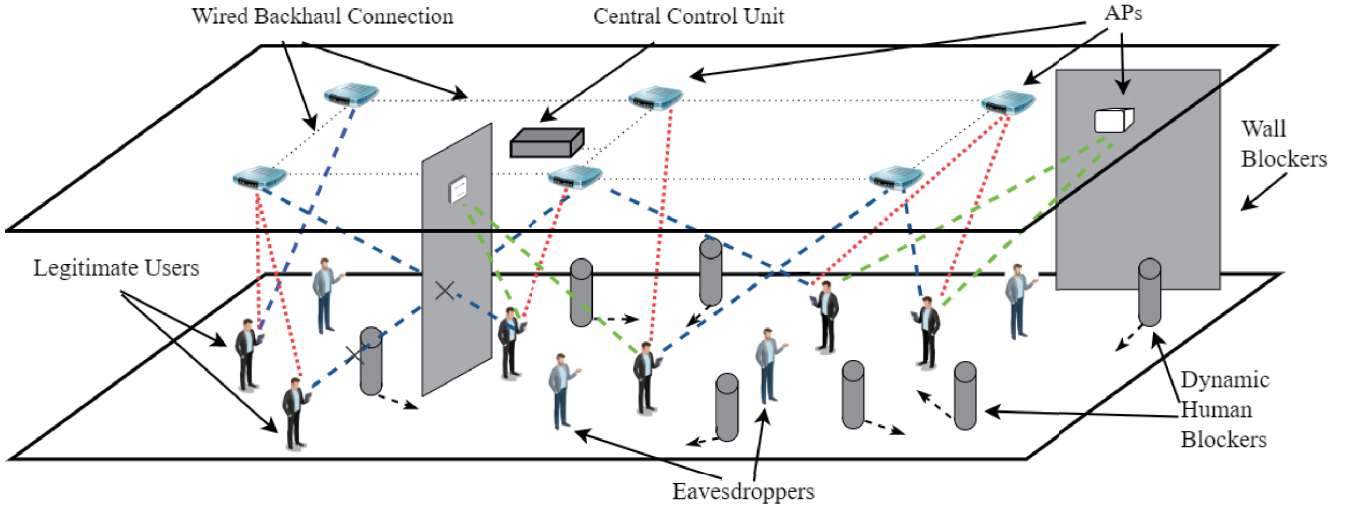 Wired Backhaul Connection
Central Control Unit
APs
Wall
Blockers
Legitimate Users
Dynamic
Human
Blockers
Eavesdroppers